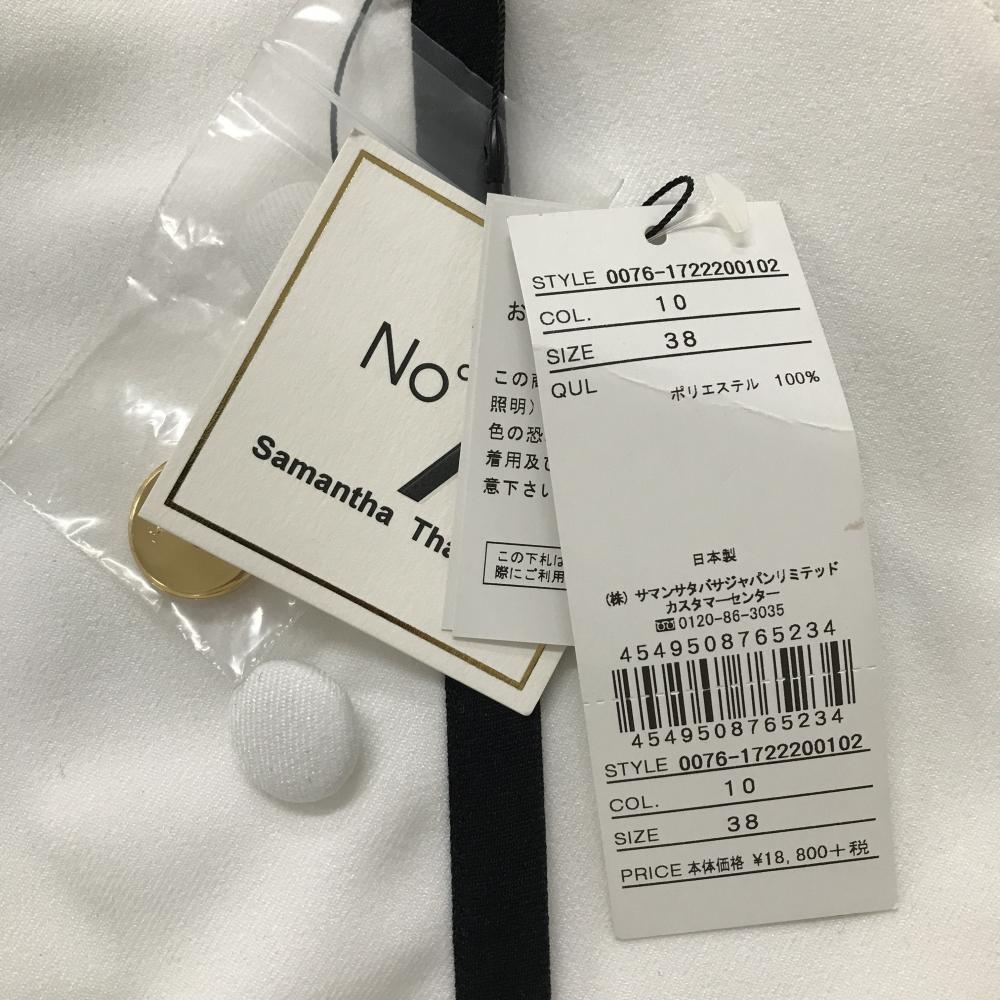 No°
Samantha
お
この
照明）
色の恐
着用及び
意下さい
この下札は
際にご利用
STYLE 0076-1722200102
COL. 10
SIZE 38
QUL ポリエステル 100%
日本製
(株) サマンサタバサジャパンリミテッド
カスタマーセンター
0120-86-3035
4549508765234
4549508765234
STYLE 0076-1722200102
COL. 10
SIZE 38
PRICE 本体価格 ¥18,800+税